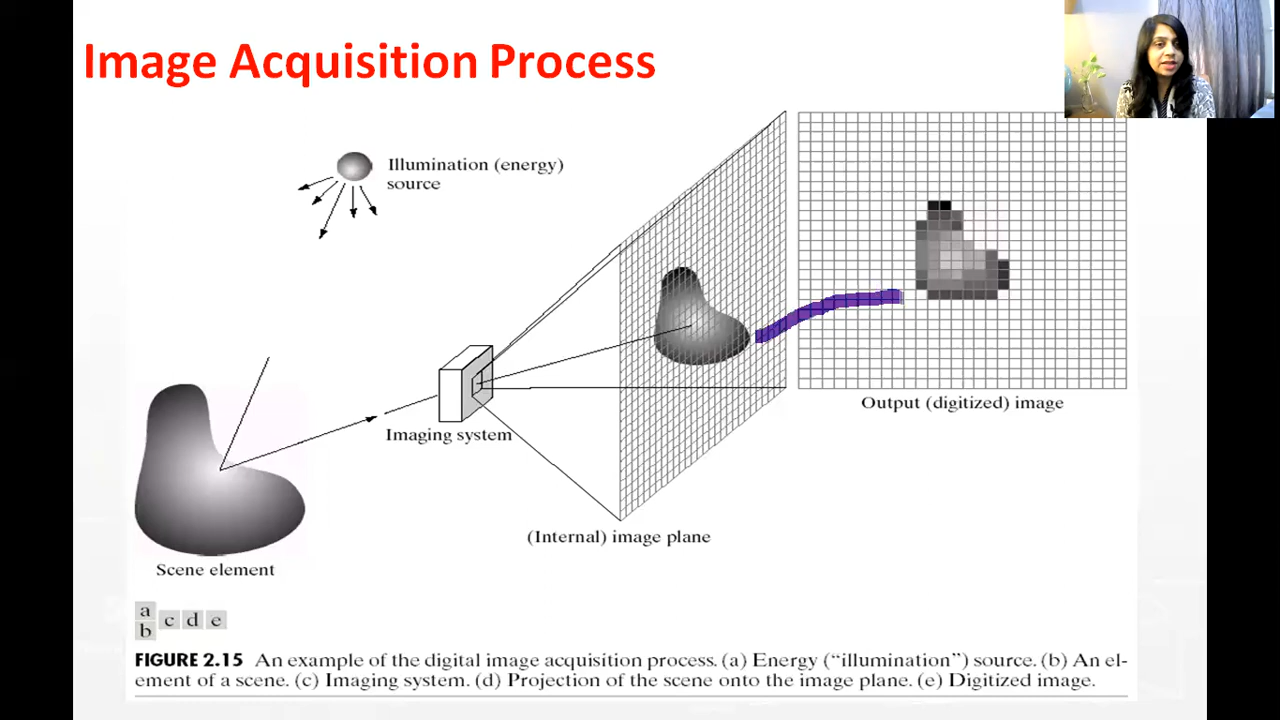 Image Acquisition Process
Illumination (energy)
source
Output (digitized) image
Imaging system
(Internal) image plane
Scene element
a
b
c d e
FIGURE 2.15 An example of the digital image acquisition process. (a) Energy (“illumination”) source. (b) An el-
ement of a scene. (c) Imaging system. (d) Projection of the scene onto the image plane. (e) Digitized image.